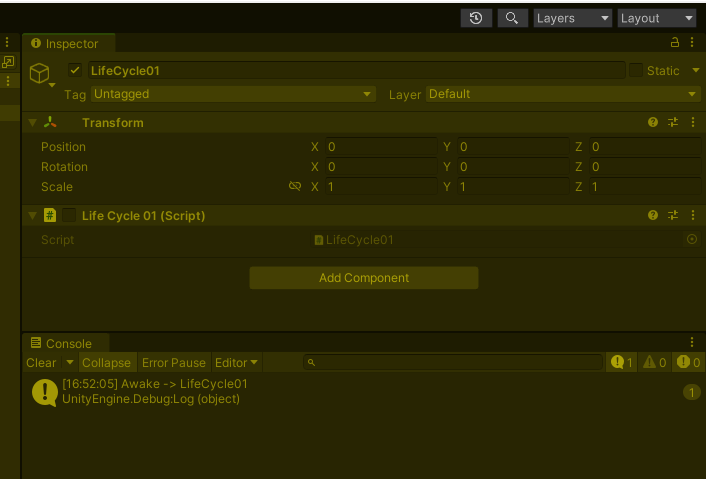 Layers Layout
Inspector
LifeCycle01 Static
Tag Untagged Layer Default
Transform
Position X 0 Y 0 Z 0
Rotation X 0 Y 0 Z 0
Scale X 1 Y 1 Z 1
# Life Cycle 01 (Script)
Script # LifeCycle01
Add Component
Console
Clear Collapse Error Pause Editor 1 0 0
[16:52:05] Awake -> LifeCycle01
UnityEngine.Debug:Log (object) 1